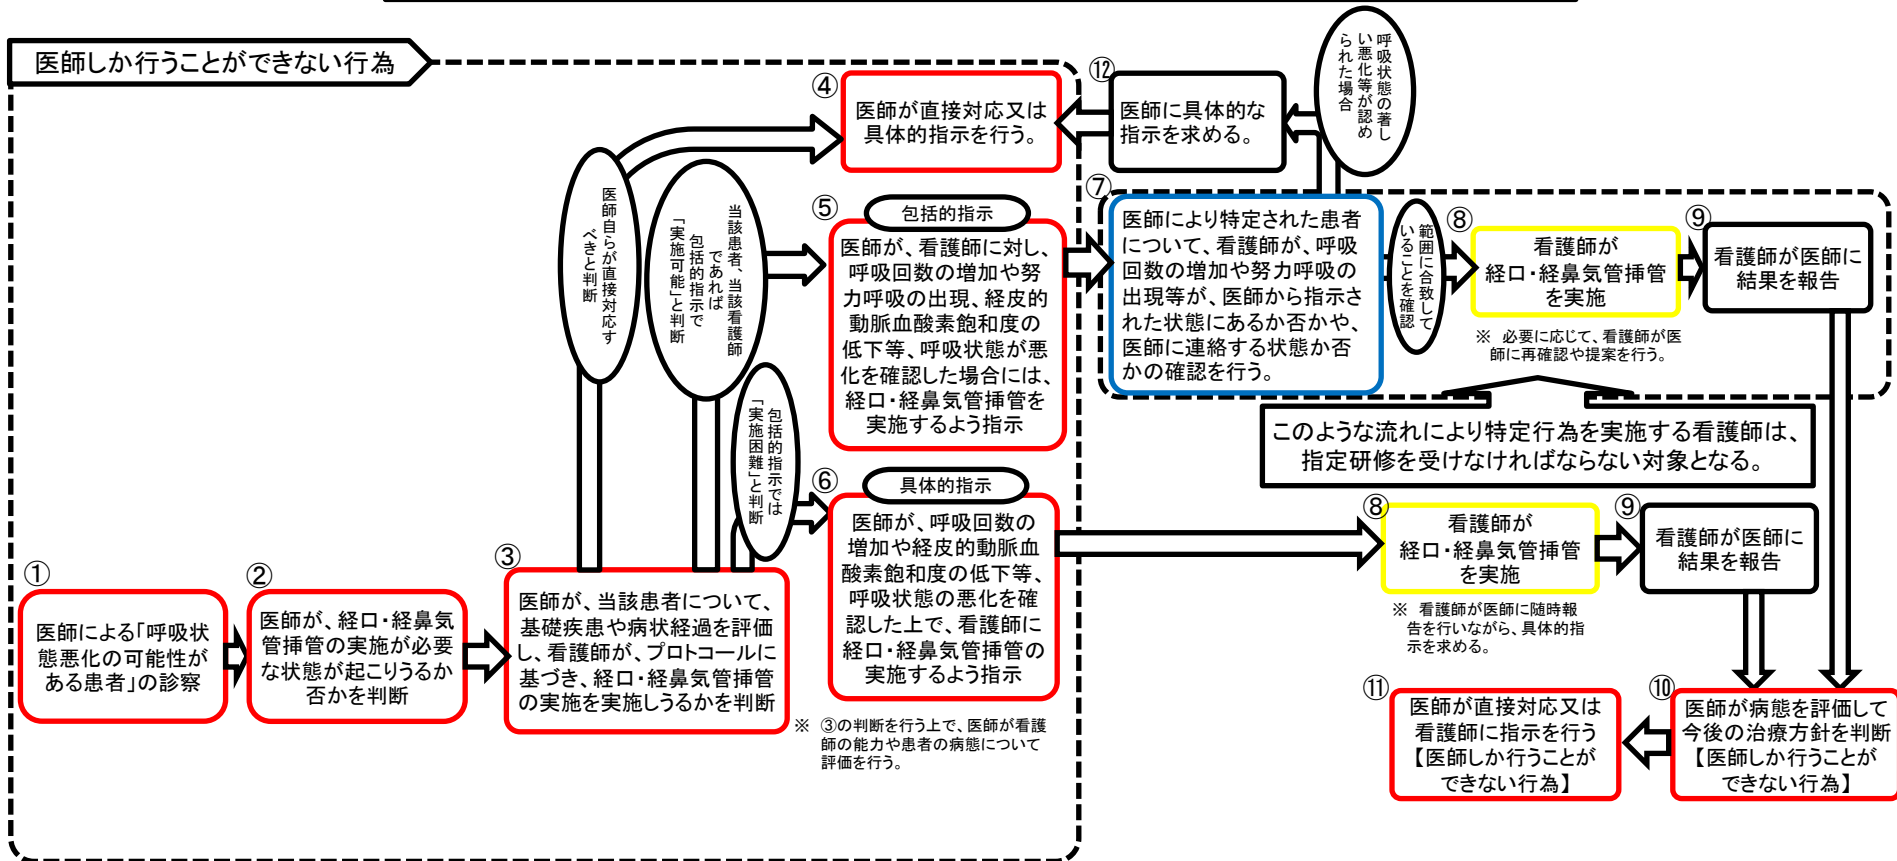 医師しか行うことができない行為
①
医師による「呼吸状
態悪化の可能性が
ある患者」の診察
②
医師が、経口・経鼻気
管挿管の実施が必要
な状態が起こりうるか
否かを判断
③
医師が、当該患者について、
基礎疾患や病状経過を評価
し、看護師が、プロトコールに
基づき、経口・経鼻気管挿管
の実施を実施しうるかを判断
※ ③の判断を行う上で、医師が看護
師の能力や患者の病態について
評価を行う。
医師自らが直接対応す
べきと判断
当該患者、当該看護師
であれば
包括的指示で
「実施可能」と判断
包括的指示では
「実施困難」と判断
④
医師が直接対応又は
具体的指示を行う。
⑤
包括的指示
医師が、看護師に対し、
呼吸回数の増加や努
力呼吸の出現、経皮的
動脈血酸素飽和度の
低下等、呼吸状態が悪
化を確認した場合には、
経口・経鼻気管挿管を
実施するよう指示
⑥
具体的指示
医師が、呼吸回数の
増加や経皮的動脈血
酸素飽和度の低下等、
呼吸状態の悪化を確
認した上で、看護師に
経口・経鼻気管挿管の
実施するよう指示
⑫
医師に具体的な
指示を求める。
呼吸状態の著し
い悪化等が認め
られた場合
⑦
医師により特定された患者
について、看護師が、呼吸
回数の増加や努力呼吸の
出現等が、医師から指示さ
れた状態にあるか否かや、
医師に連絡する状態か否
かの確認を行う。
範囲に合致して
いることを確認
⑧
看護師が
経口・経鼻気管挿管
を実施
※ 必要に応じて、看護師が医
師に再確認や提案を行う。
⑨
看護師が医師に
結果を報告
このような流れにより特定行為を実施する看護師は、
指定研修を受けなければならない対象となる。
⑧
看護師が
経口・経鼻気管挿管
を実施
※ 看護師が医師に随時報
告を行いながら、具体的指
示を求める。
⑨
看護師が医師に
結果を報告
⑩
医師が病態を評価して
今後の治療方針を判断
【医師しか行うことが
できない行為】
⑪
医師が直接対応又は
看護師に指示を行う
【医師しか行うことが
できない行為】